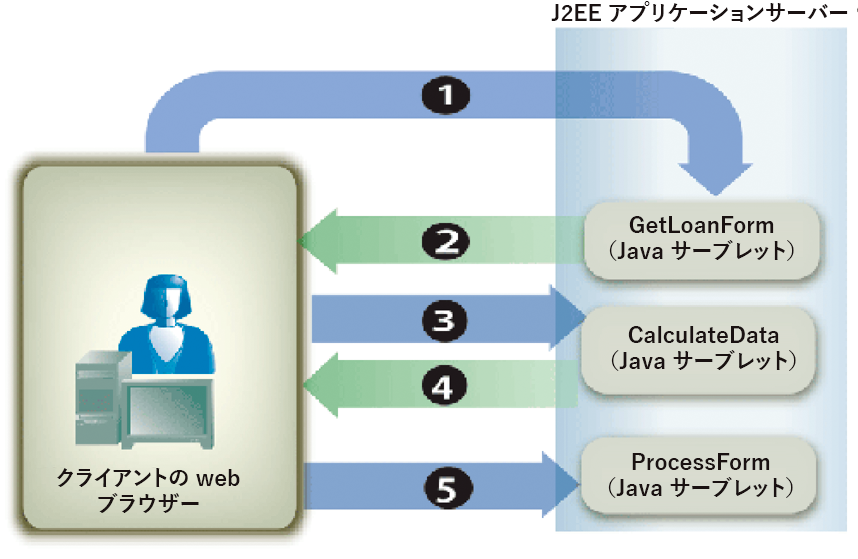 J2EE アプリケーションサーバー
1
GetLoanForm
（Java サーブレット）
2
3
CalculateData
（Java サーブレット）
4
ProcessForm
（Java サーブレット）
5
クライアントの web
ブラウザー